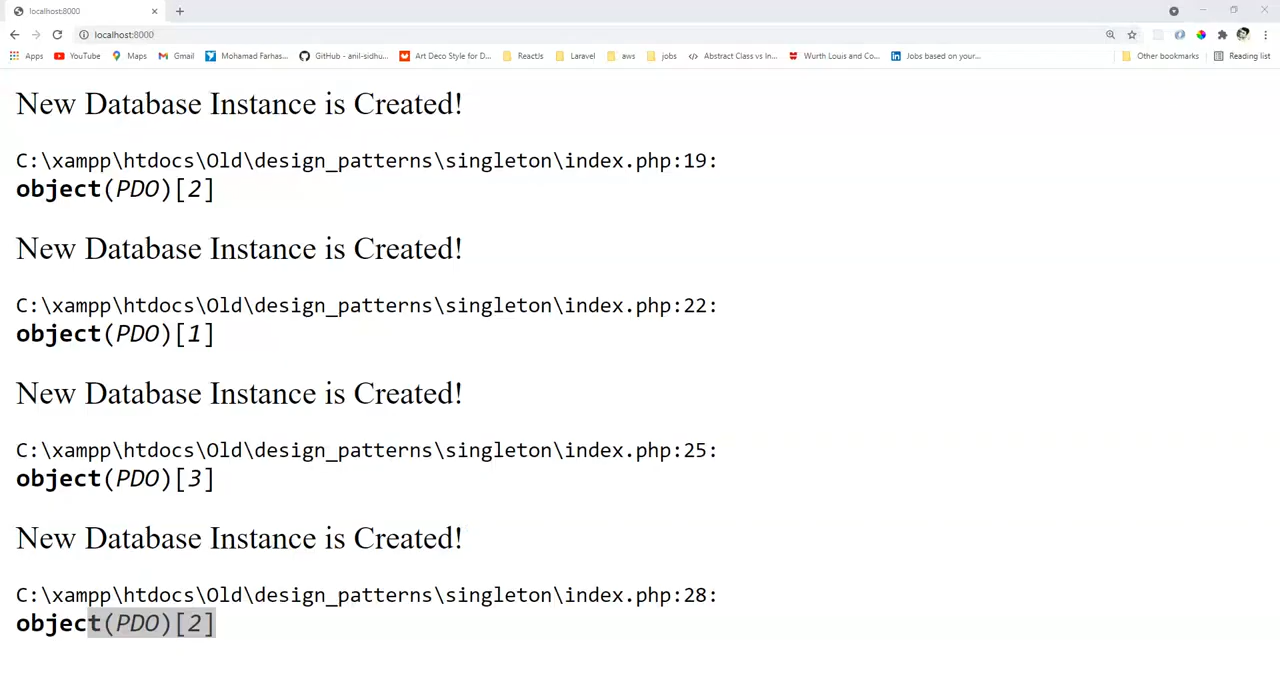 localhost:8000
localhost:8000
Apps YouTube Maps Gmail Mohamad Farhas... GitHub - anil-sidhu... Art Deco Style for D... ReactJs Laravel aws jobs Abstract Class vs In... Wurth Louis and Co... Jobs based on your... Other bookmarks Reading list
New Database Instance is Created!
C:\xampp\htdocs\Old\design_patterns\singleton\index.php:19:
object(PDO)[2]
New Database Instance is Created!
C:\xampp\htdocs\Old\design_patterns\singleton\index.php:22:
object(PDO)[1]
New Database Instance is Created!
C:\xampp\htdocs\Old\design_patterns\singleton\index.php:25:
object(PDO)[3]
New Database Instance is Created!
C:\xampp\htdocs\Old\design_patterns\singleton\index.php:28:
object(PDO)[2]